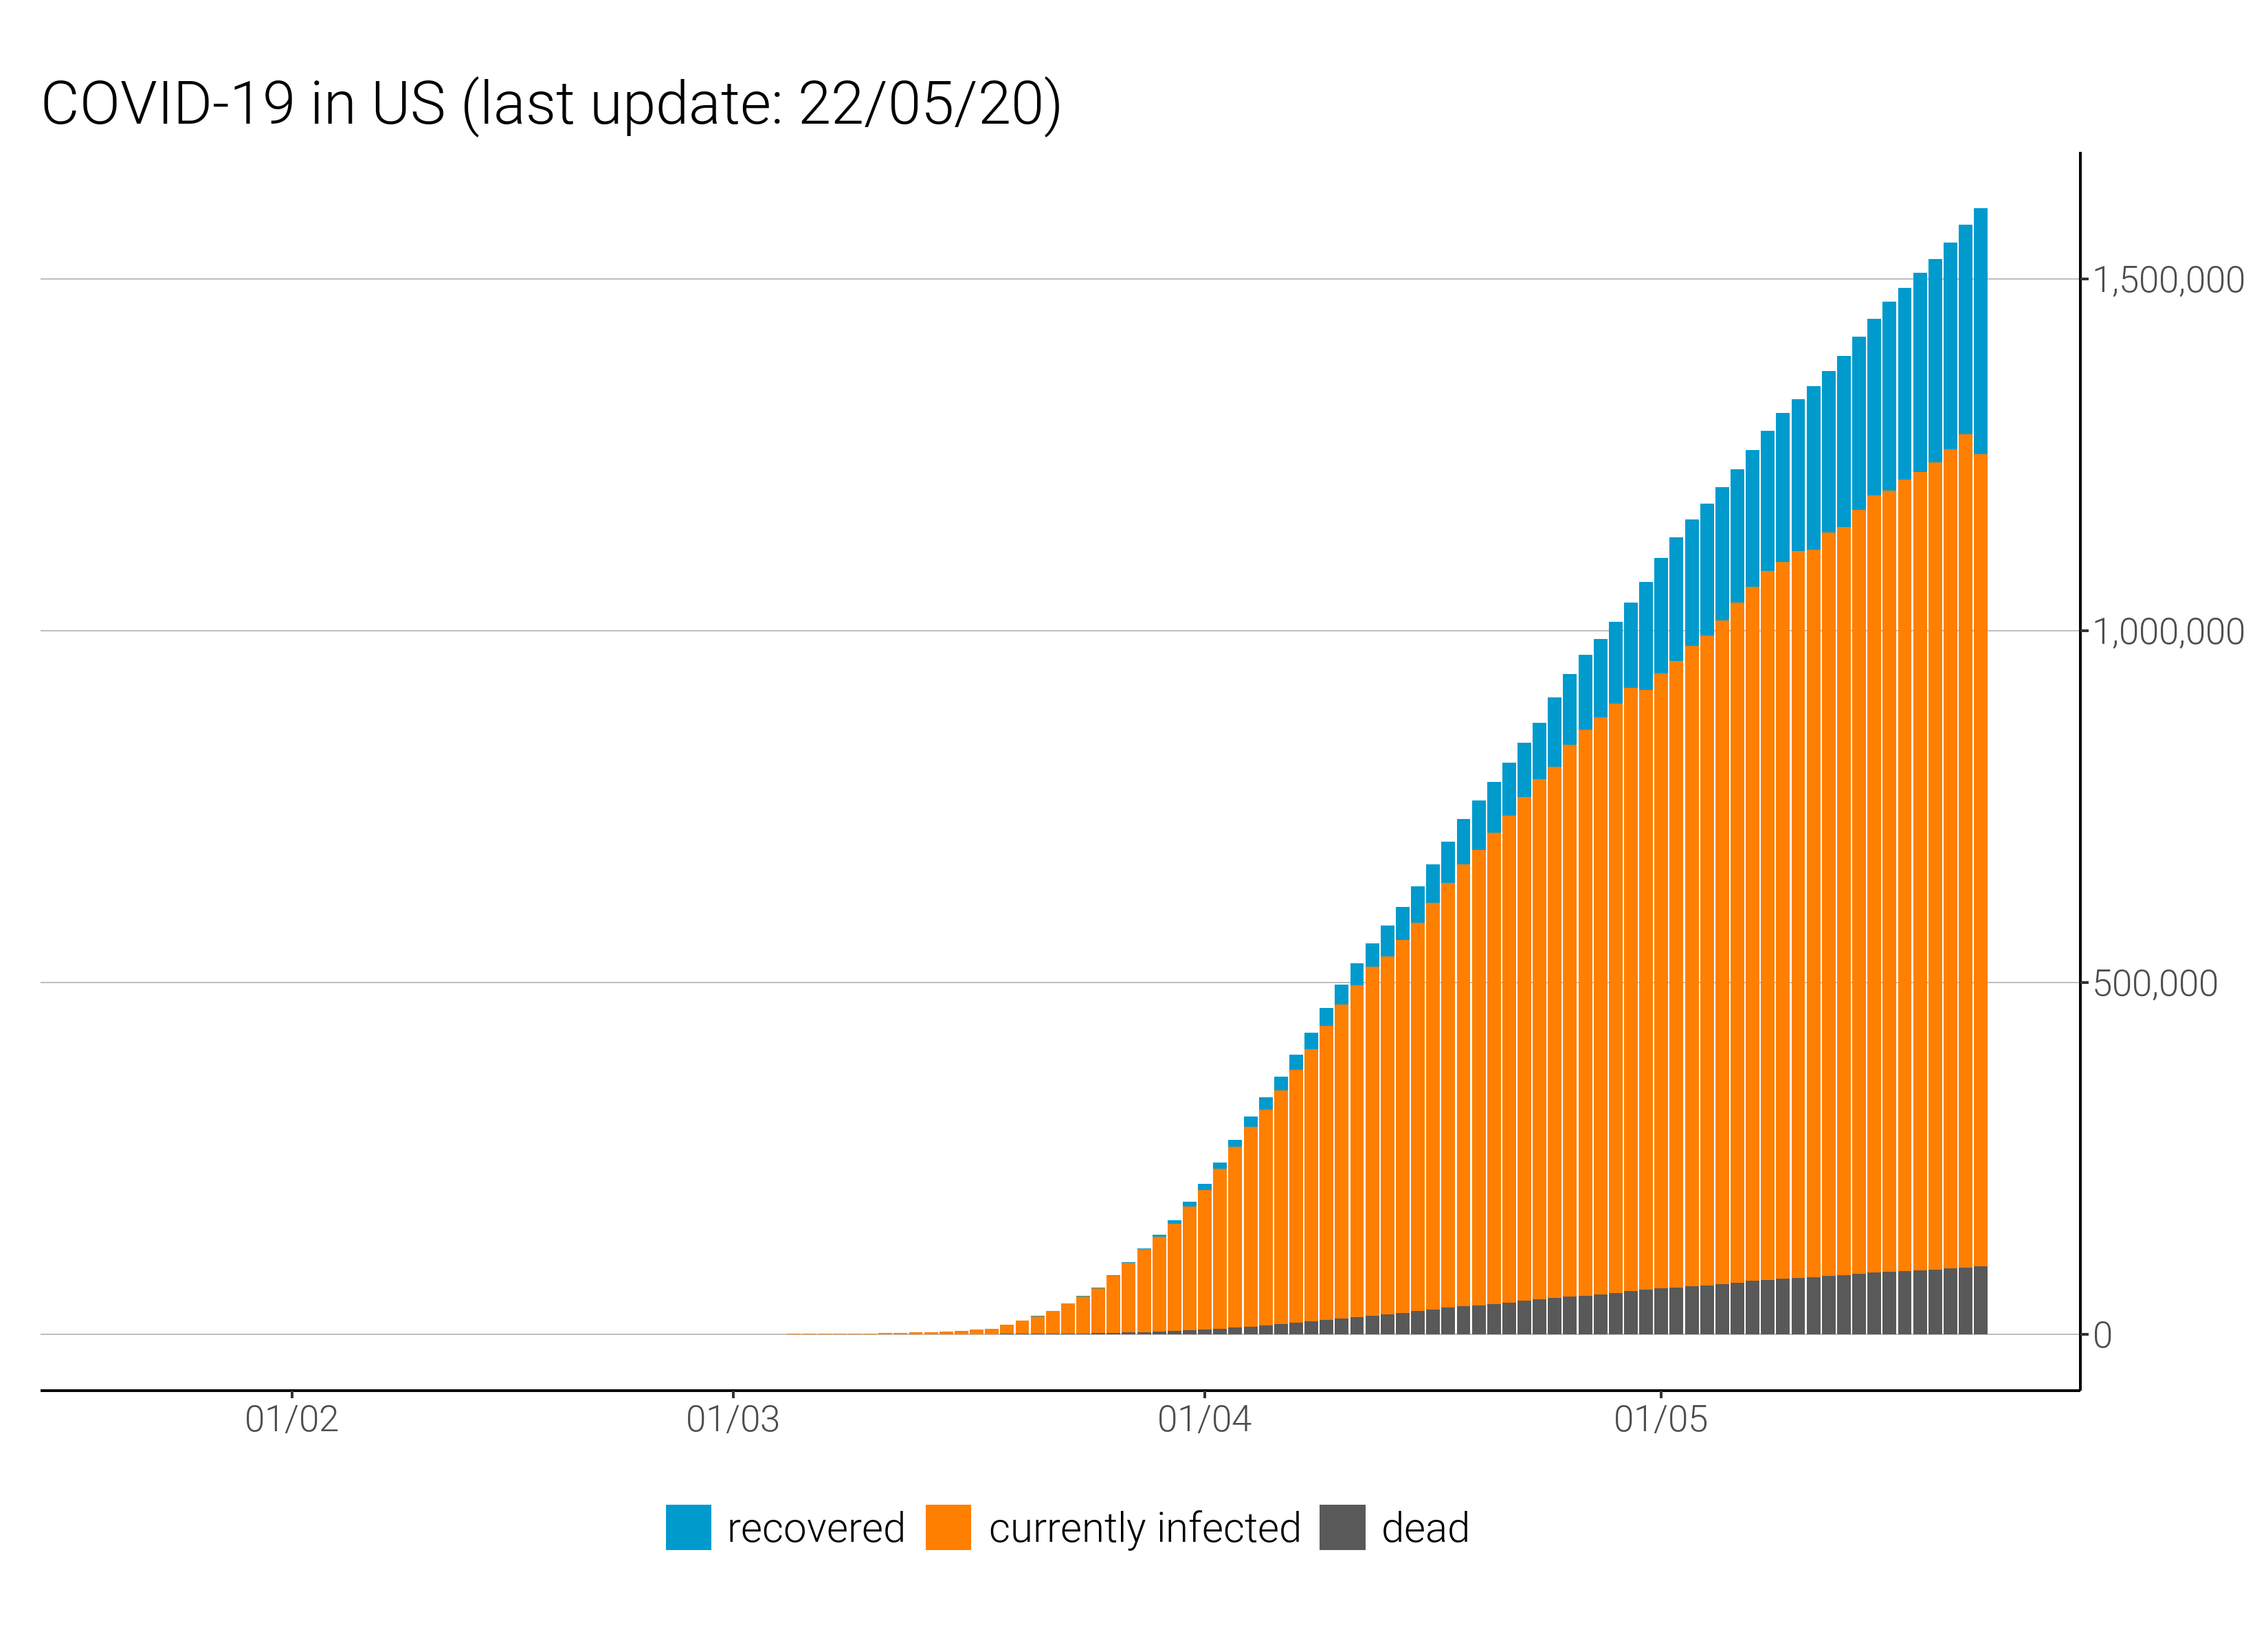 COVID-19 in US (last update: 22/05/20)
1,500,000
1,000,000
500,000
0
01/02 01/03 01/04 01/05
recovered currently infected dead